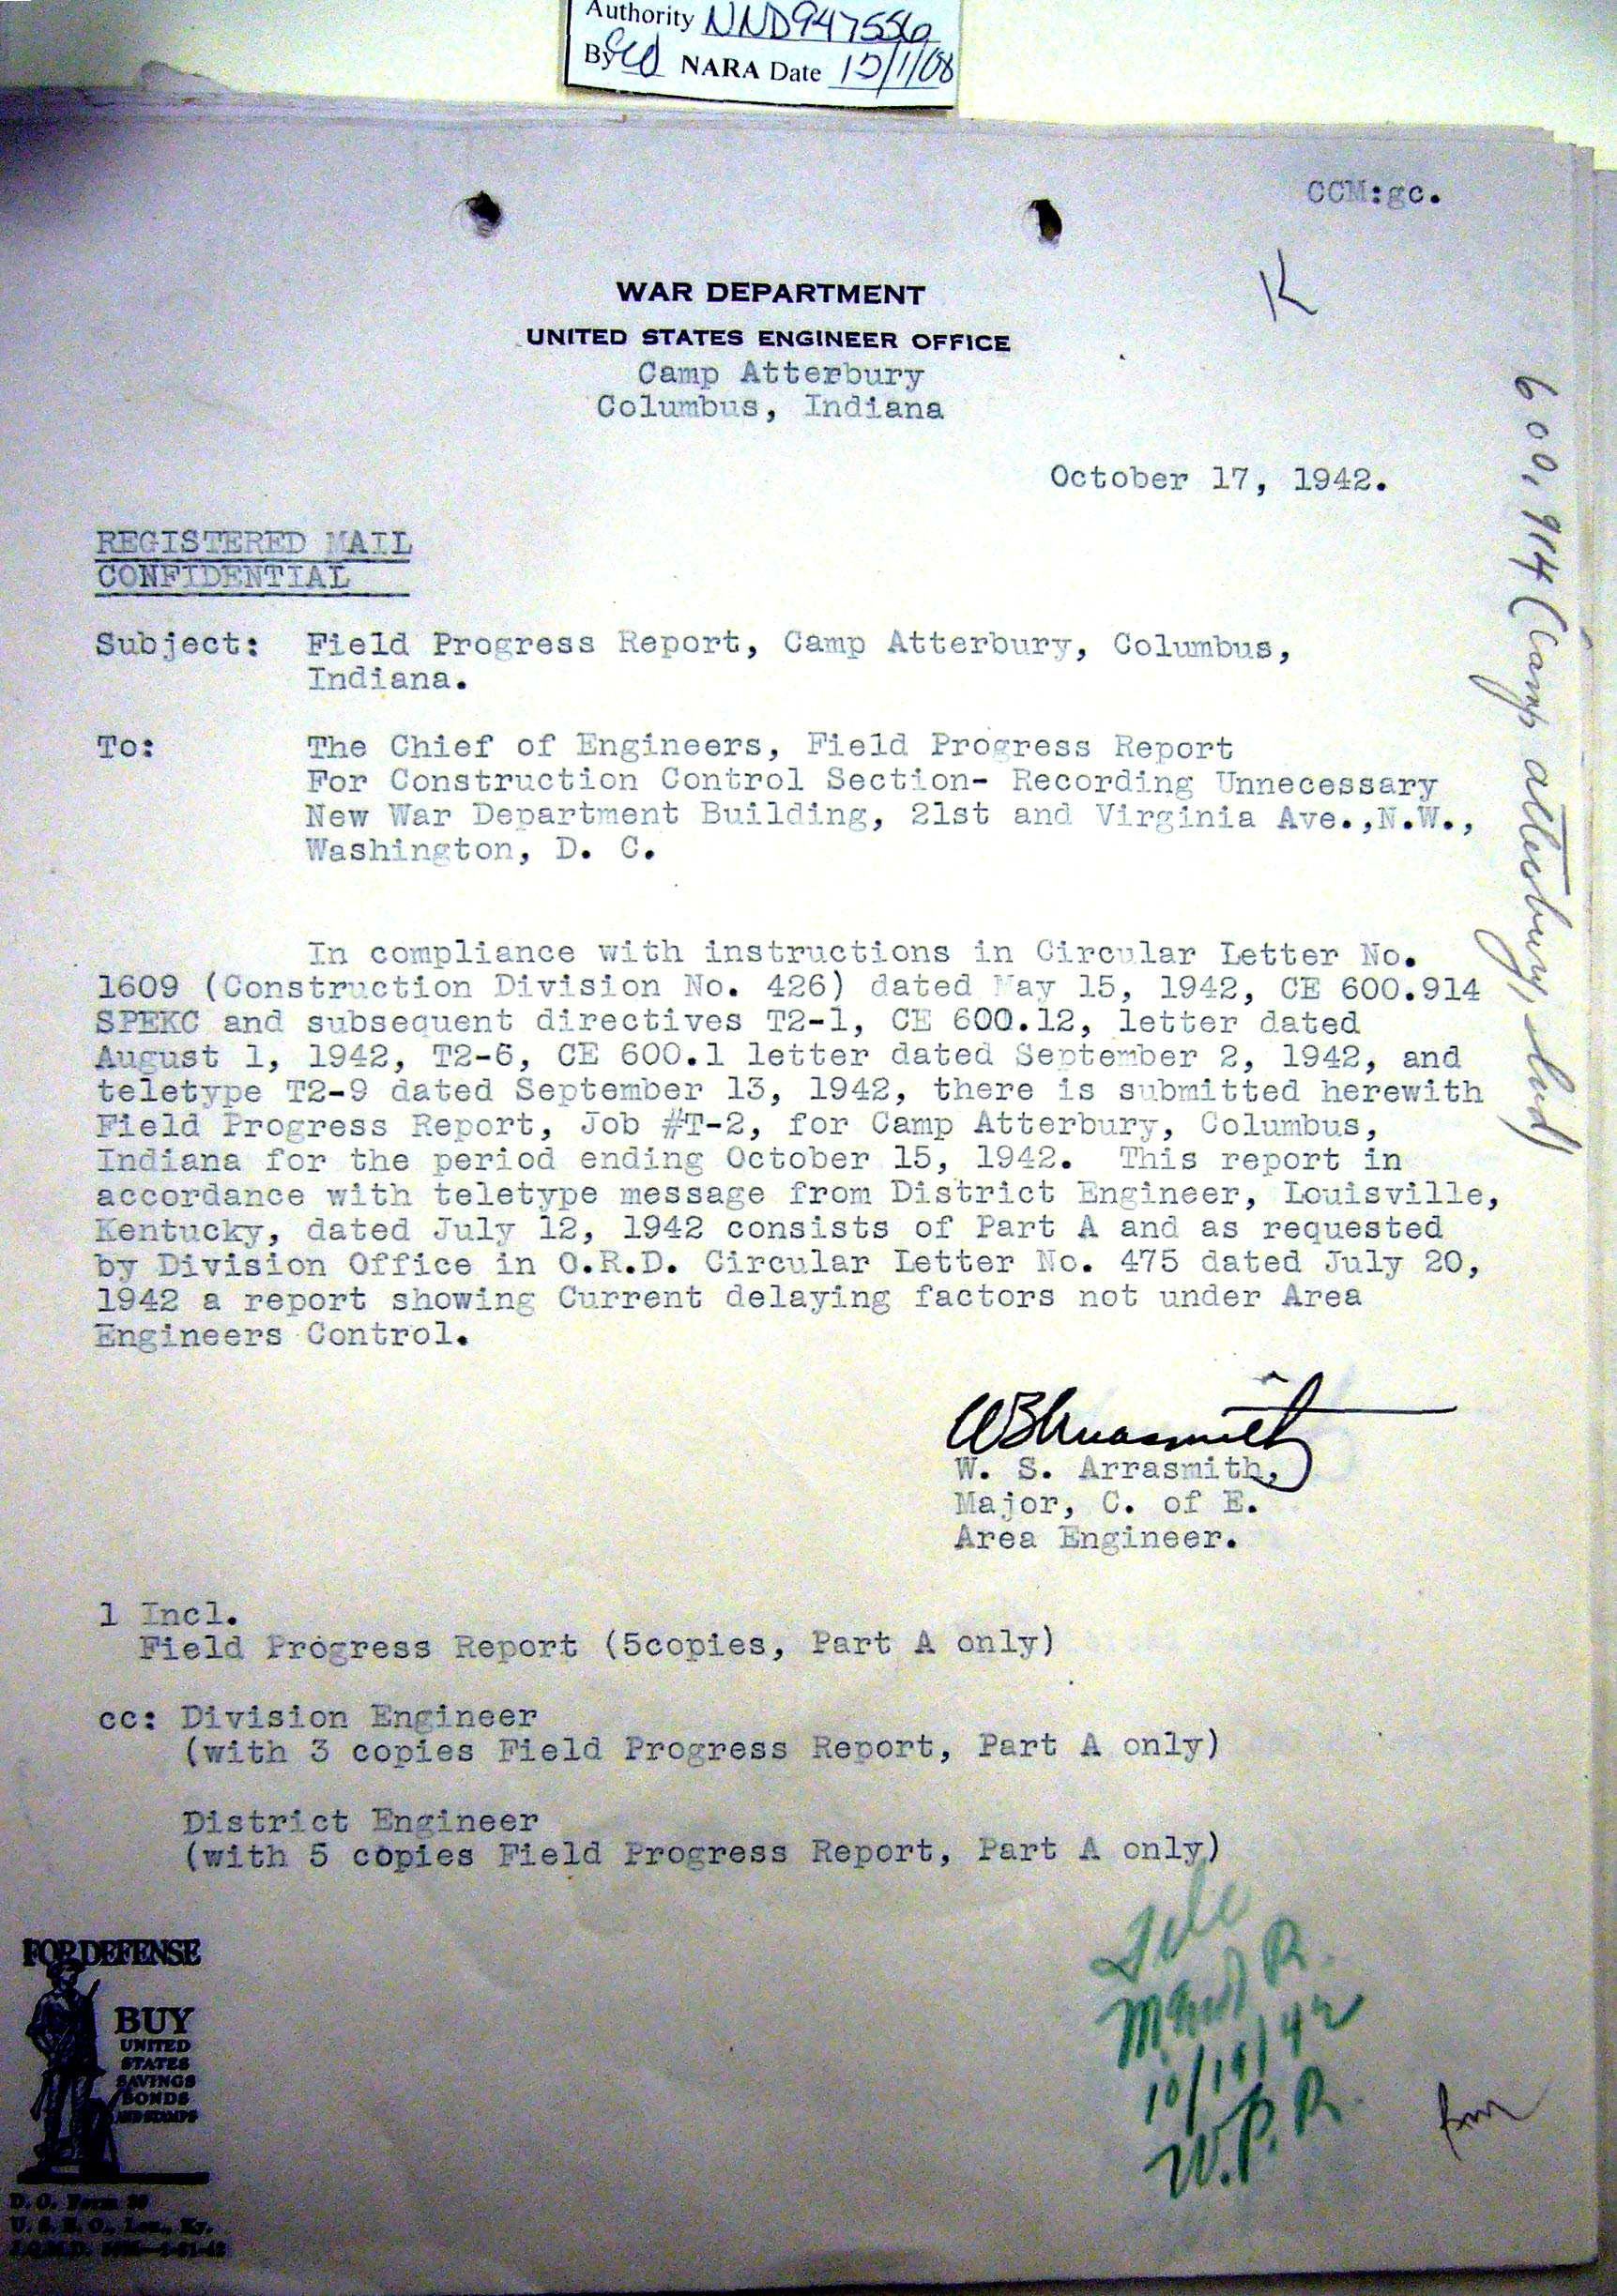 Authority NND947556
By NARA Date
CCM:gc.
K
WAR DEPARTMENT
UNITED STATES ENGINEER OFFICE
Camp Atterbury
Columbus, Indiana
October 17, 1942.
600.914 (Camp Atterbury, Ind)
REGISTERED MAIL
CONFIDENTIAL
Subject: Field Progress Report, Camp Atterbury, Columbus,
Indiana.
To: The Chief of Engineers, Field Progress Report
For Construction Control Section- Recording Unnecessary
New War Department Building, 21st and Virginia Ave.,N.W.,
Washington, D. C.
In compliance with instructions in Circular Letter No.
1609 (Construction Division No. 426) dated May 15, 1942, CE 600.914
SPEKC and subsequent directives T2-1, CE 600.12, letter dated
August 1, 1942, T2-6, CE 600.1 letter dated September 2, 1942, and
teletype T2-9 dated September 13, 1942, there is submitted herewith
Field Progress Report, Job #T-2, for Camp Atterbury, Columbus,
Indiana for the period ending October 15, 1942. This report in
accordance with teletype message from District Engineer, Louisville,
Kentucky, dated July 12, 1942 consists of Part A and as requested
by Division Office in O.R.D. Circular Letter No. 475 dated July 20,
1942 a report showing Current delaying factors not under Area
Engineers Control.
WSArrasmith
W. S. Arrasmith,
Major, C. of E.
Area Engineer.
1 Incl.
Field Progress Report (5copies, Part A only)
cc: Division Engineer
(with 3 copies Field Progress Report, Part A only)
District Engineer
(with 5 copies Field Progress Report, Part A only)
File
10/19/42
W.P.R.
FOR DEFENSE
BUY
UNITED
STATES
SAVINGS
BONDS
AND STAMPS
D. O. Form
U. S. E. O., Lou., Ky.